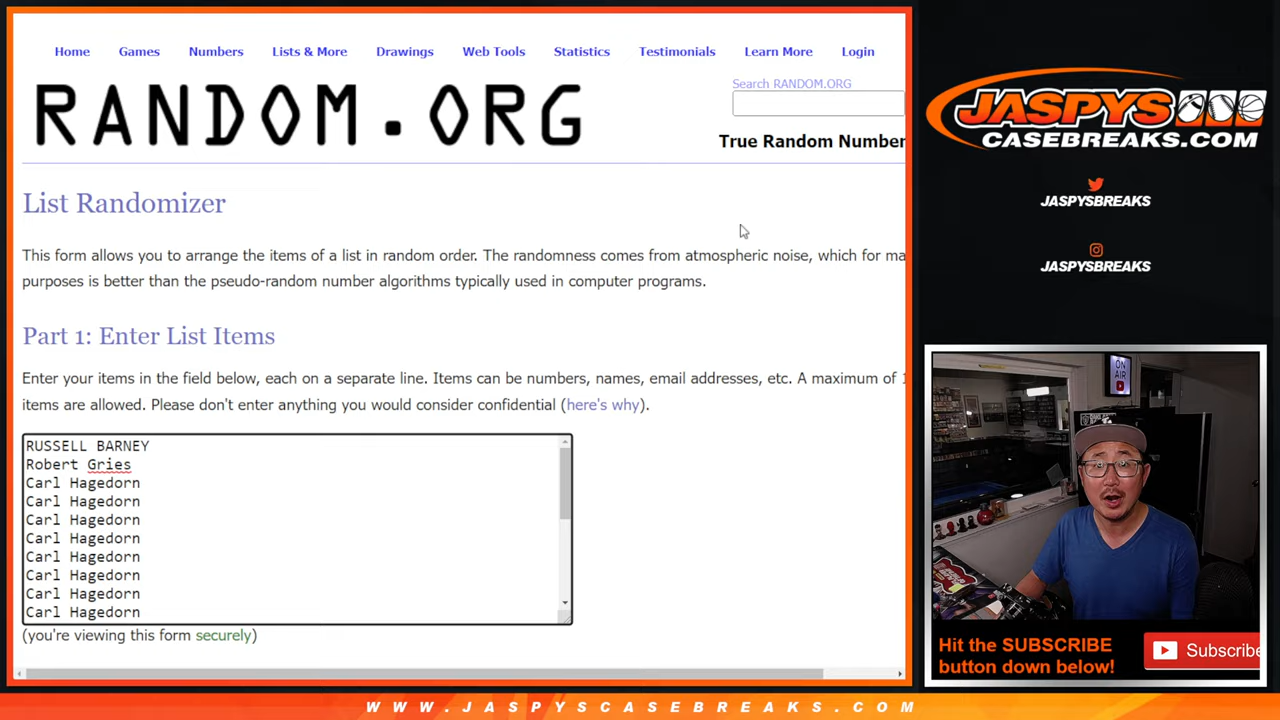 Home Games Numbers Lists & More Drawings Web Tools Statistics Testimonials Learn More Login
RANDOM.ORG
Search RANDOM.ORG
True Random Number
List Randomizer
This form allows you to arrange the items of a list in random order. The randomness comes from atmospheric noise, which for ma
purposes is better than the pseudo-random number algorithms typically used in computer programs.
Part 1: Enter List Items
Enter your items in the field below, each on a separate line. Items can be numbers, names, email addresses, etc. A maximum of 1
items are allowed. Please don't enter anything you would consider confidential (here's why).
RUSSELL BARNEY
Robert Gries
Carl Hagedorn
Carl Hagedorn
Carl Hagedorn
Carl Hagedorn
Carl Hagedorn
Carl Hagedorn
Carl Hagedorn
Carl Hagedorn
(you're viewing this form securely)
JASPYS
CASEBREAKS.COM
JASPYSBREAKS
JASPYSBREAKS
ON
AIR
Hit the SUBSCRIBE
button down below!
Subscribe
WWW.JASPYSCASEBREAKS.COM